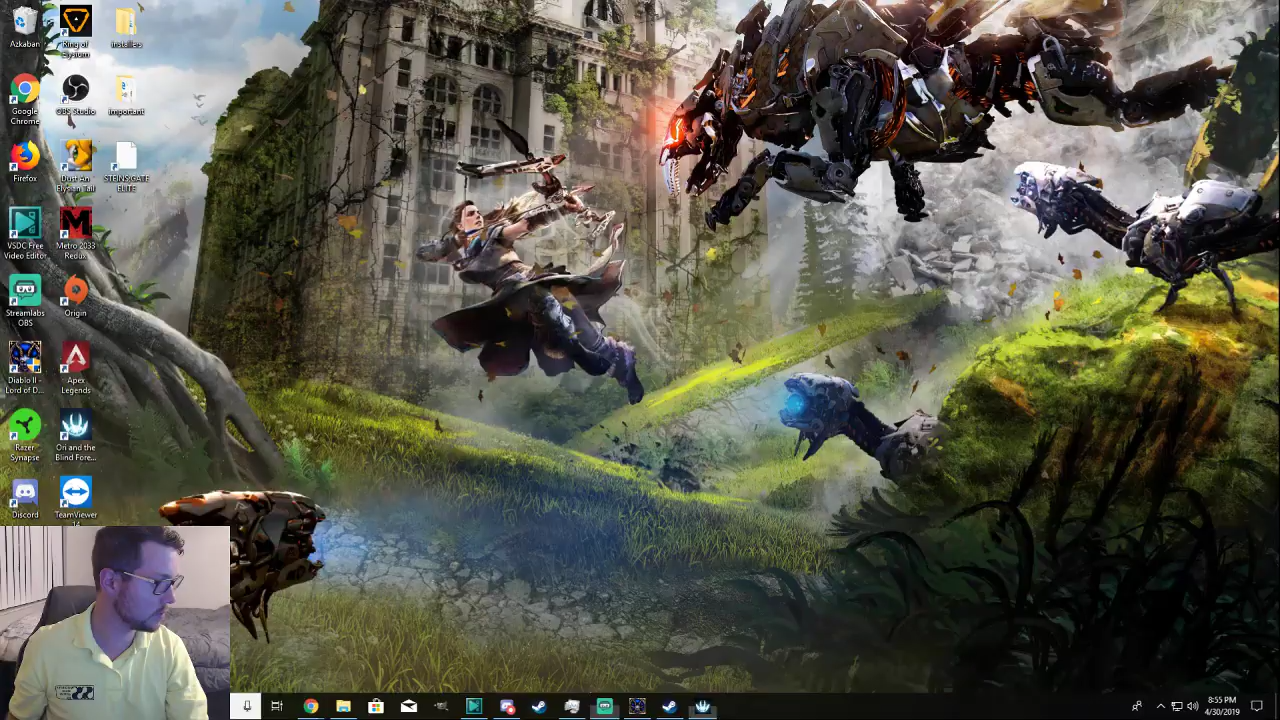 Azkaban
Ring of
Elysium
Installers
Google
Chrome
OBS Studio
important
Firefox
Dust An
Elysian Tail
STEINS;GATE
ELITE
VSDC Free
Video Editor
Metro 2033
Redux
Streamlabs
OBS
Origin
Diablo II -
Lord of D...
Apex
Legends
Razer
Synapse
Ori and the
Blind Fore...
Discord
TeamViewer
14
8:55 PM
4/30/2019